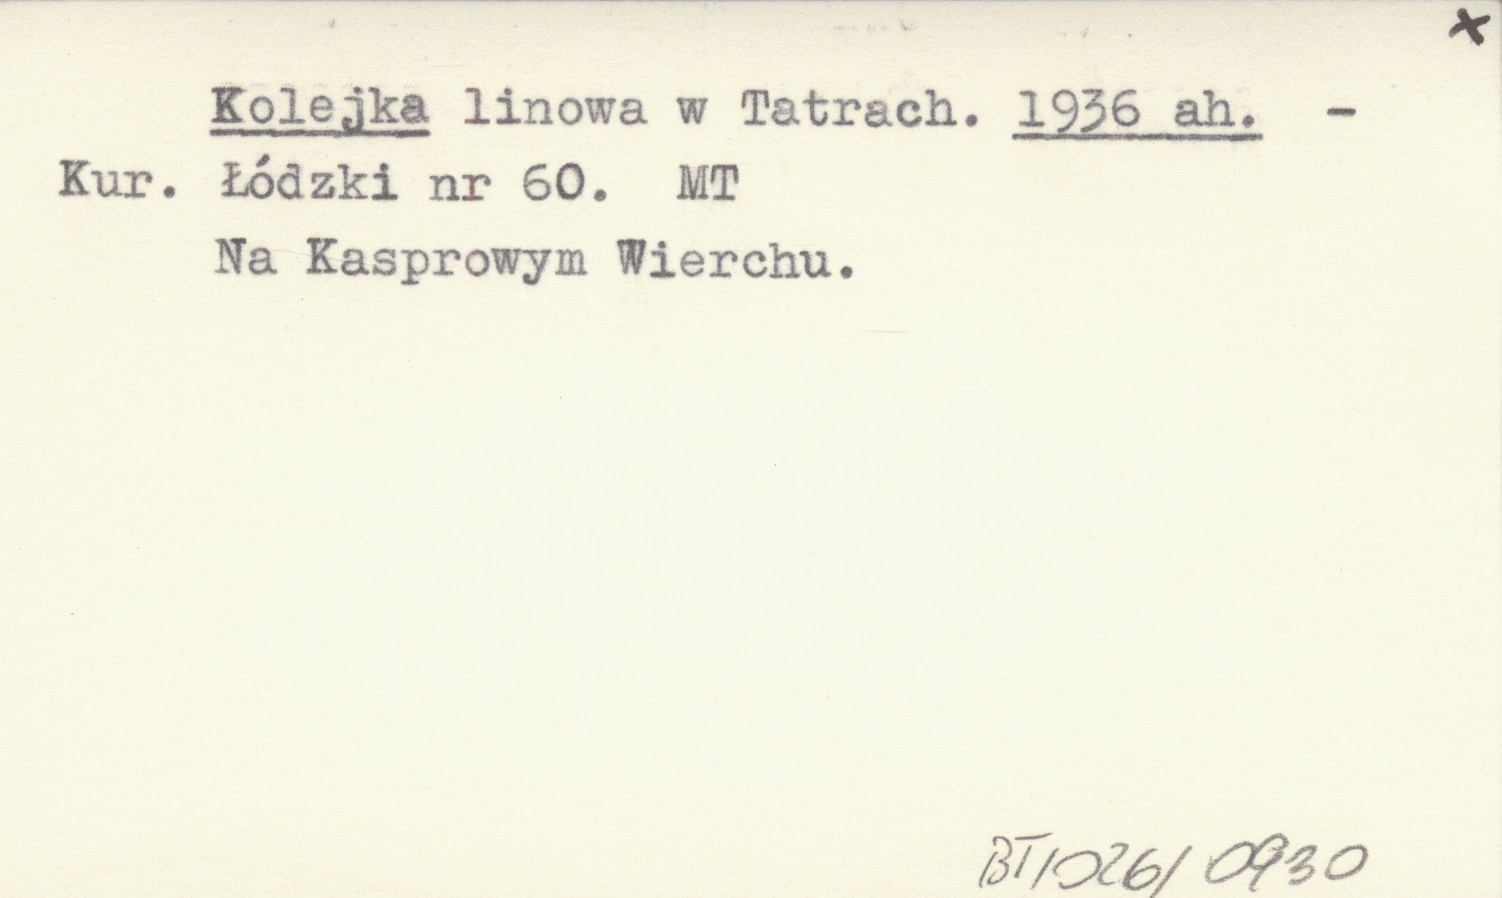 x
Kolejka linowa w Tatrach. 1936 ah. -
Kur. Łódzki nr 60. MT
Na Kasprowym Wierchu.
BT/026/0930